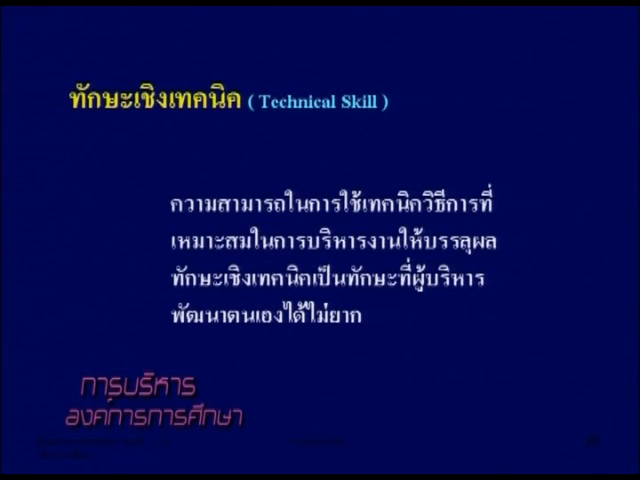 ทักษะเชิงเทคนิค ( Technical Skill )
ความสามารถในการใช้เทคนิควิธีการที่
เหมาะสมในการบริหารงานให้บรรลุผล
ทักษะเชิงเทคนิคเป็นทักษะที่ผู้บริหาร
พัฒนาตนเองได้ไม่ยาก
การบริหาร
องค์การการศึกษา